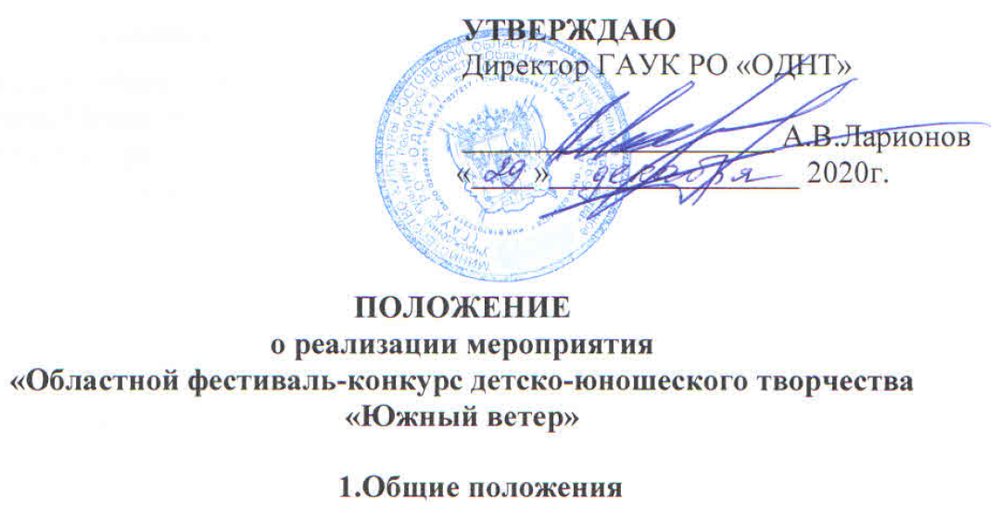 УТВЕРЖДАЮ
Директор ГАУК РО «ОДНТ»
А.В.Ларионов
«29» декабря 2020г.
ПОЛОЖЕНИЕ
о реализации мероприятия
«Областной фестиваль-конкурс детско-юношеского творчества
«Южный ветер»
1.Общие положения